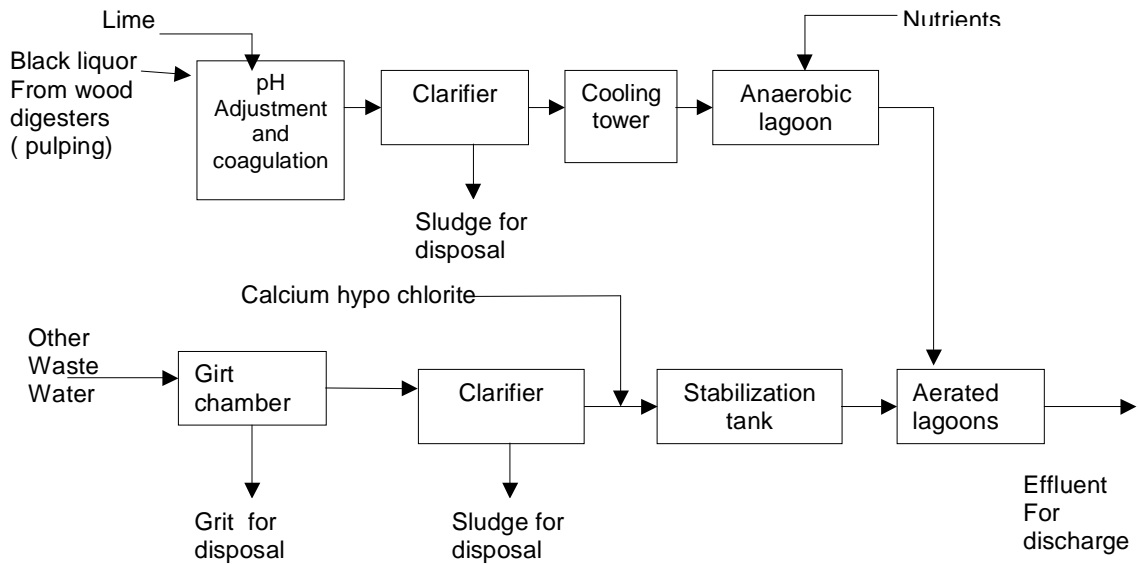 Lime
Nutrients
Black liquor
From wood
digesters
( pulping)
pH
Adjustment
and
coagulation
Clarifier
Cooling
tower
Anaerobic
lagoon
Sludge for
disposal
Calcium hypo chlorite
Other
Waste
Water
Girt
chamber
Clarifier
Stabilization
tank
Aerated
lagoons
Grit for
disposal
Sludge for
disposal
Effluent
For
discharge